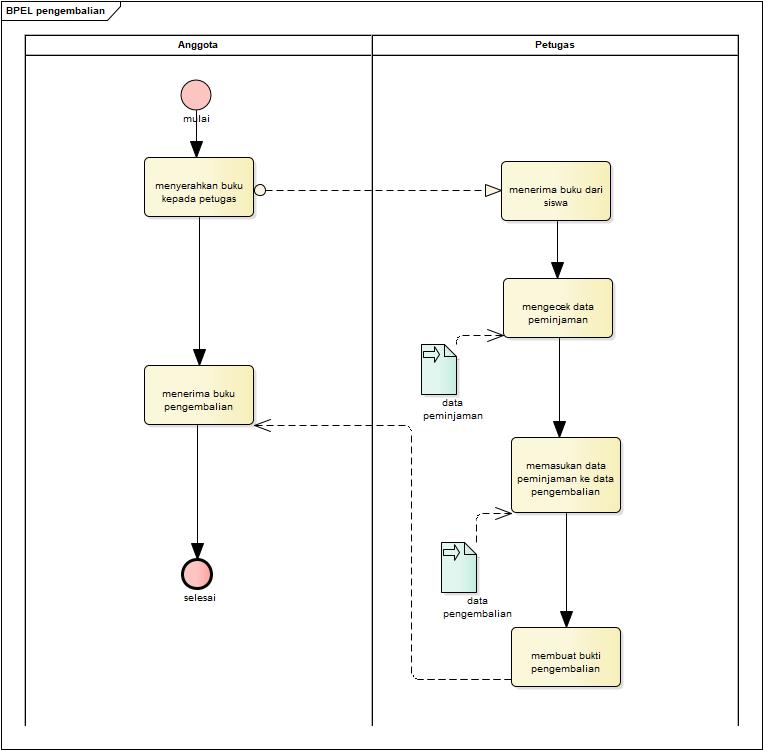 BPEL pengembalian
Anggota
Petugas
mulai
menyerahkan buku
kepada petugas
menerima buku dari
siswa
mengecek data
peminjaman
data
peminjaman
menerima buku
pengembalian
memasukan data
peminjaman ke data
pengembalian
data
pengembalian
selesai
membuat bukti
pengembalian